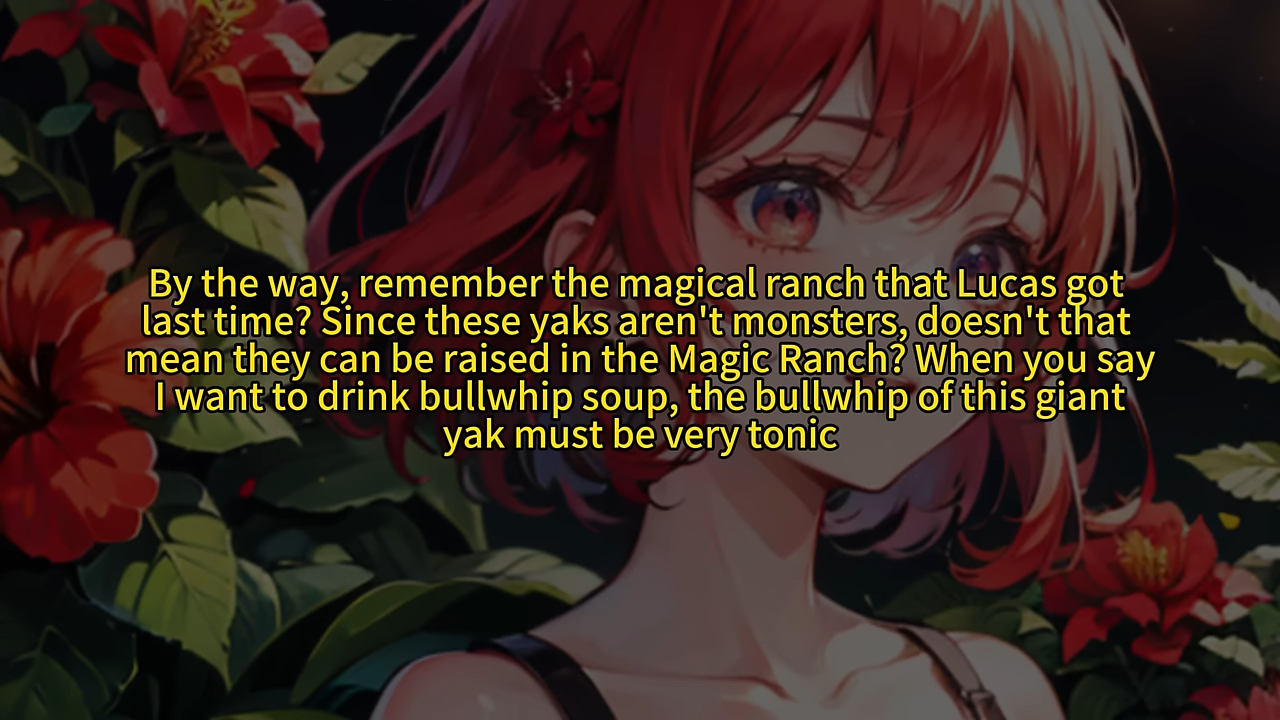 By the way, remember the magical ranch that Lucas got
last time? Since these yaks aren't monsters, doesn't that
mean they can be raised in the Magic Ranch? When you say
I want to drink bullwhip soup, the bullwhip of this giant
yak must be very tonic